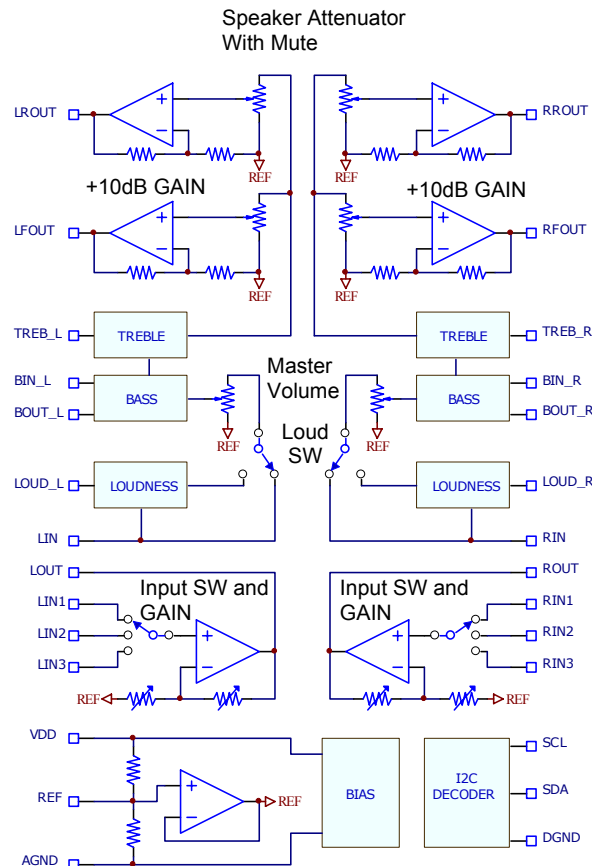 Speaker Attenuator
With Mute
LROUT
RROUT
REF
REF
+10dB GAIN
+10dB GAIN
LFOUT
RFOUT
REF
REF
TREB_L
TREBLE
TREBLE
TREB_R
BIN_L
BASS
Master
Volume
BASS
BIN_R
BOUT_L
BOUT_R
REF
Loud
SW
REF
LOUD_L
LOUDNESS
LOUDNESS
LOUD_R
LIN
RIN
LOUT
ROUT
Input SW and
GAIN
Input SW and
GAIN
LIN1
RIN1
LIN2
RIN2
LIN3
RIN3
REF
REF
VDD
SCL
REF
REF
BIAS
I2C
DECODER
SDA
AGND
DGND